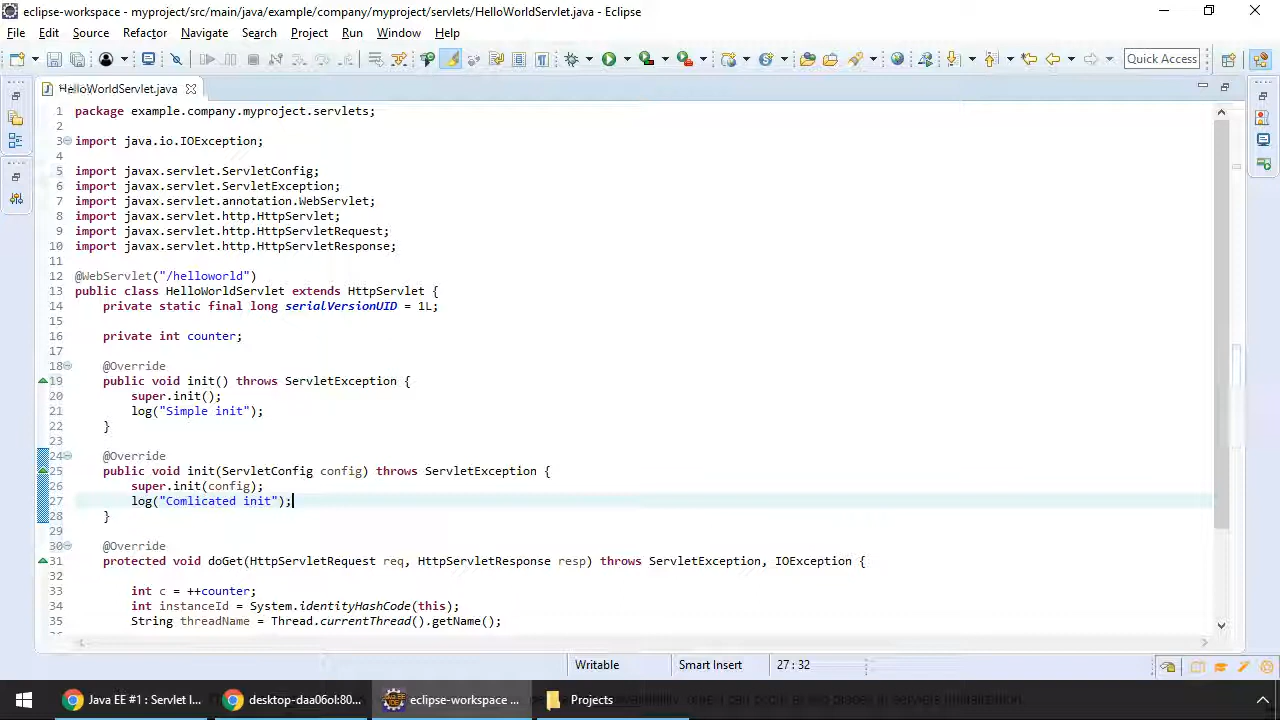 eclipse-workspace - myproject/src/main/java/example/company/myproject/servlets/HelloWorldServlet.java - Eclipse
File Edit Source Refactor Navigate Search Project Run Window Help
Quick Access
HelloWorldServlet.java
1 package example.company.myproject.servlets;
2
3 import java.io.IOException;
4
5 import javax.servlet.ServletConfig;
6 import javax.servlet.ServletException;
7 import javax.servlet.annotation.WebServlet;
8 import javax.servlet.http.HttpServlet;
9 import javax.servlet.http.HttpServletRequest;
10 import javax.servlet.http.HttpServletResponse;
11
12 @WebServlet("/helloworld")
13 public class HelloWorldServlet extends HttpServlet {
14 private static final long serialVersionUID = 1L;
15
16 private int counter;
17
18 @Override
19 public void init() throws ServletException {
20 super.init();
21 log("Simple init");
22 }
23
24 @Override
25 public void init(ServletConfig config) throws ServletException {
26 super.init(config);
27 log("Comlicated init");
28 }
29
30 @Override
31 protected void doGet(HttpServletRequest req, HttpServletResponse resp) throws ServletException, IOException {
32
33 int c = ++counter;
34 int instanceId = System.identityHashCode(this);
35 String threadName = Thread.currentThread().getName();
Writable Smart Insert 27 : 32
Java EE #1 : Servlet l... desktop-daa06ol:80... eclipse-workspace ... Projects